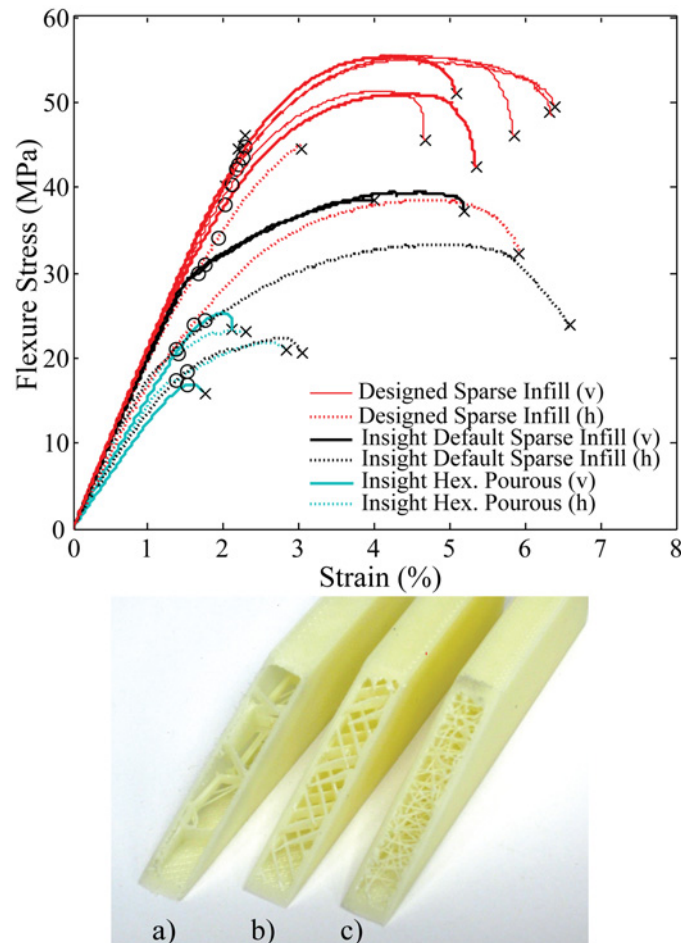 60
50
40
30
20
10
0
Flexure Stress (MPa)
Designed Sparse Infill (v)
Designed Sparse Infill (h)
Insight Default Sparse Infill (v)
Insight Default Sparse Infill (h)
Insight Hex. Pourous (v)
Insight Hex. Pourous (h)
0 1 2 3 4 5 6 7 8
Strain (%)
a) b) c)